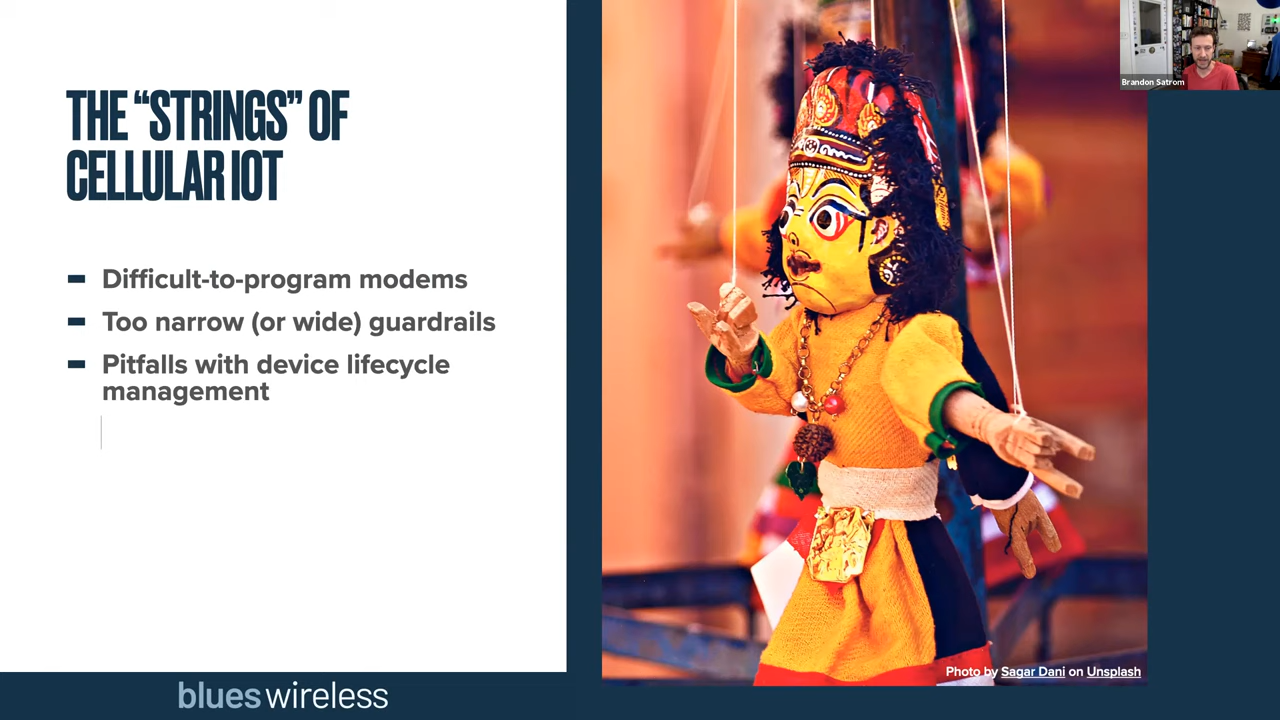 THE “STRINGS” OF
CELLULAR IOT
Difficult-to-program modems
Too narrow (or wide) guardrails
Pitfalls with device lifecycle
management
Brandon Satrom
Photo by Sagar Dani on Unsplash
blues wireless